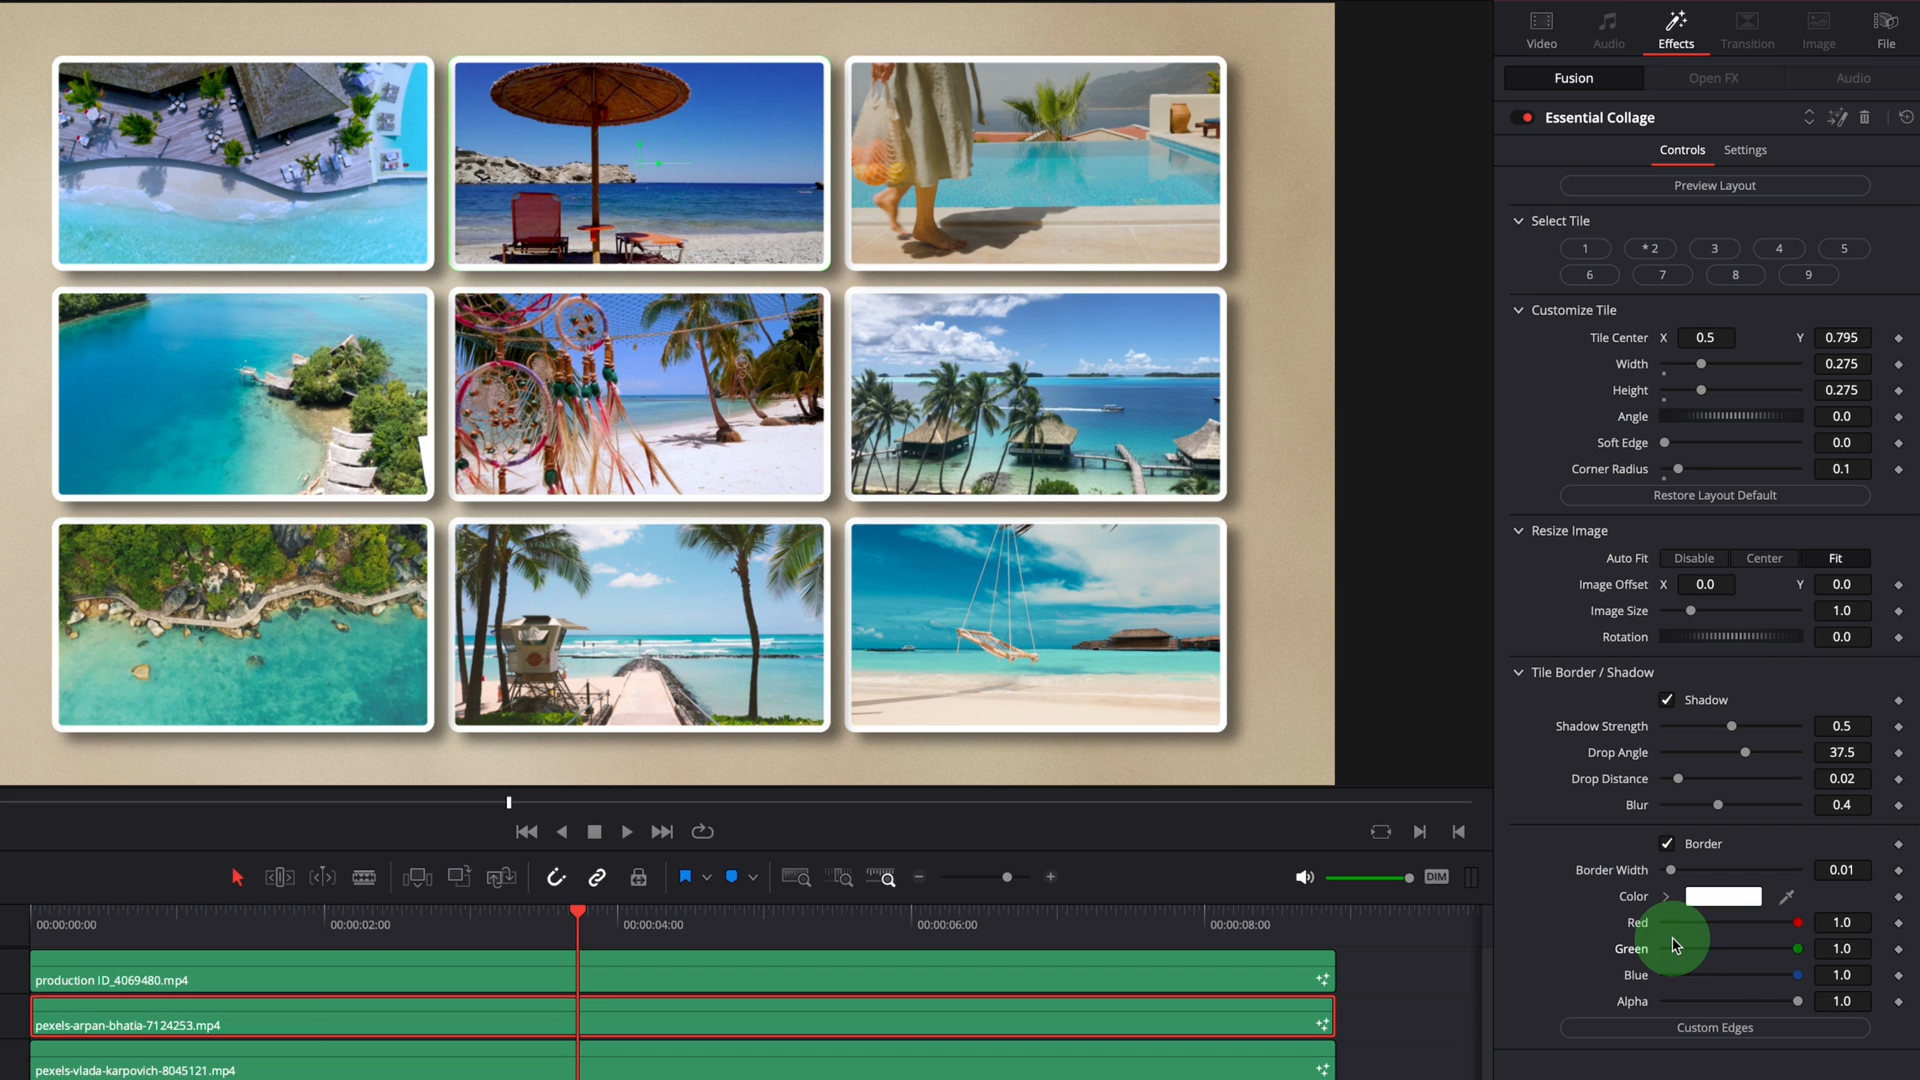 Video Audio Effects Transition Image File
Fusion Open FX Audio
Essential Collage
Controls Settings
Preview Layout
Select Tile
1 * 2 3 4 5
6 7 8 9
Customize Tile
Tile Center X 0.5 Y 0.795
Width 0.275
Height 0.275
Angle 0.0
Soft Edge 0.0
Corner Radius 0.1
Restore Layout Default
Resize Image
Auto Fit Disable Center Fit
Image Offset X 0.0 Y 0.0
Image Size 1.0
Rotation 0.0
Tile Border / Shadow
Shadow
Shadow Strength 0.5
Drop Angle 37.5
Drop Distance 0.02
Blur 0.4
Border
Border Width 0.01
Color
Red 1.0
Green 1.0
Blue 1.0
Alpha 1.0
Custom Edges
DIM
00:00:00:00 00:00:02:00 00:00:04:00 00:00:06:00 00:00:08:00
production ID_4069480.mp4
pexels-arpan-bhatia-7124253.mp4
pexels-vlada-karpovich-8045121.mp4